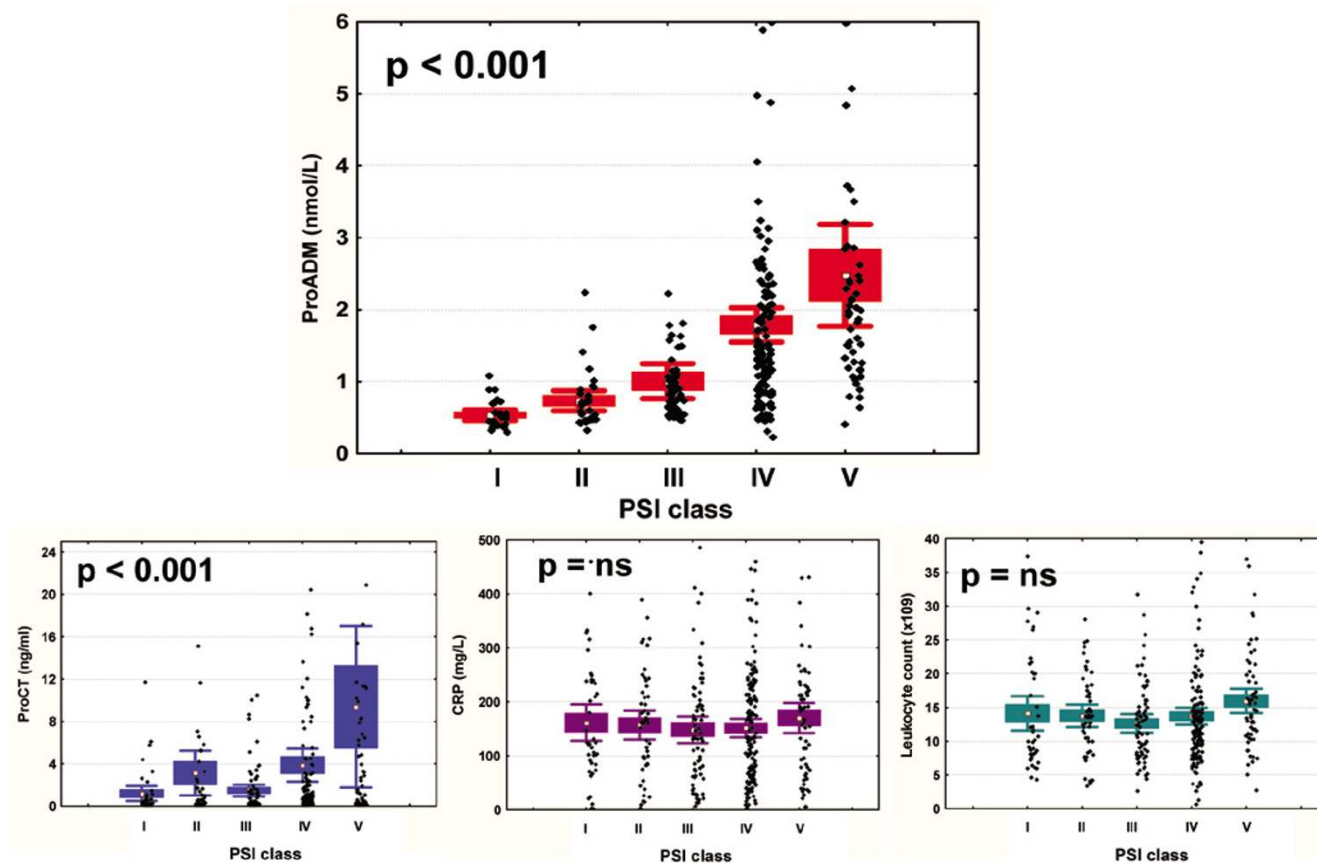 p < 0.001
ProADM (nmol/L)
6
5
4
3
2
1
0
I II III IV V
PSI class
p < 0.001
ProCT (ng/ml)
24
20
16
12
8
4
0
I II III IV V
PSI class
p = ns
CRP (mg/L)
500
400
300
200
100
0
I II III IV V
PSI class
p = ns
Leukocyte count (x109)
40
35
30
25
20
15
10
5
0
I II III IV V
PSI class